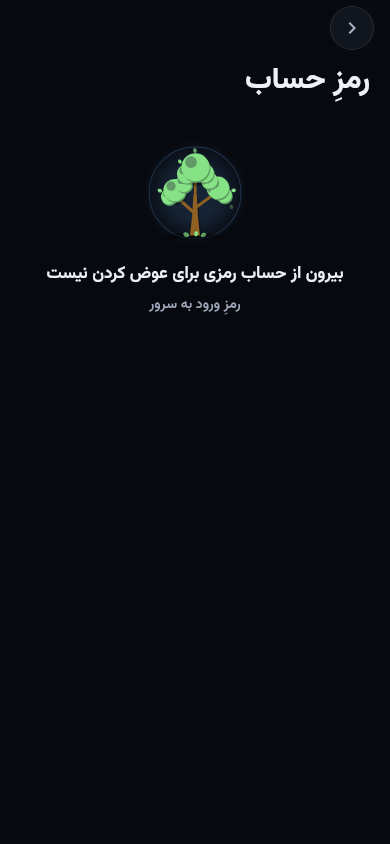 رمزِ حساب
بیرون از حساب رمزی برای عوض کردن نیست
رمزِ ورود به سرور